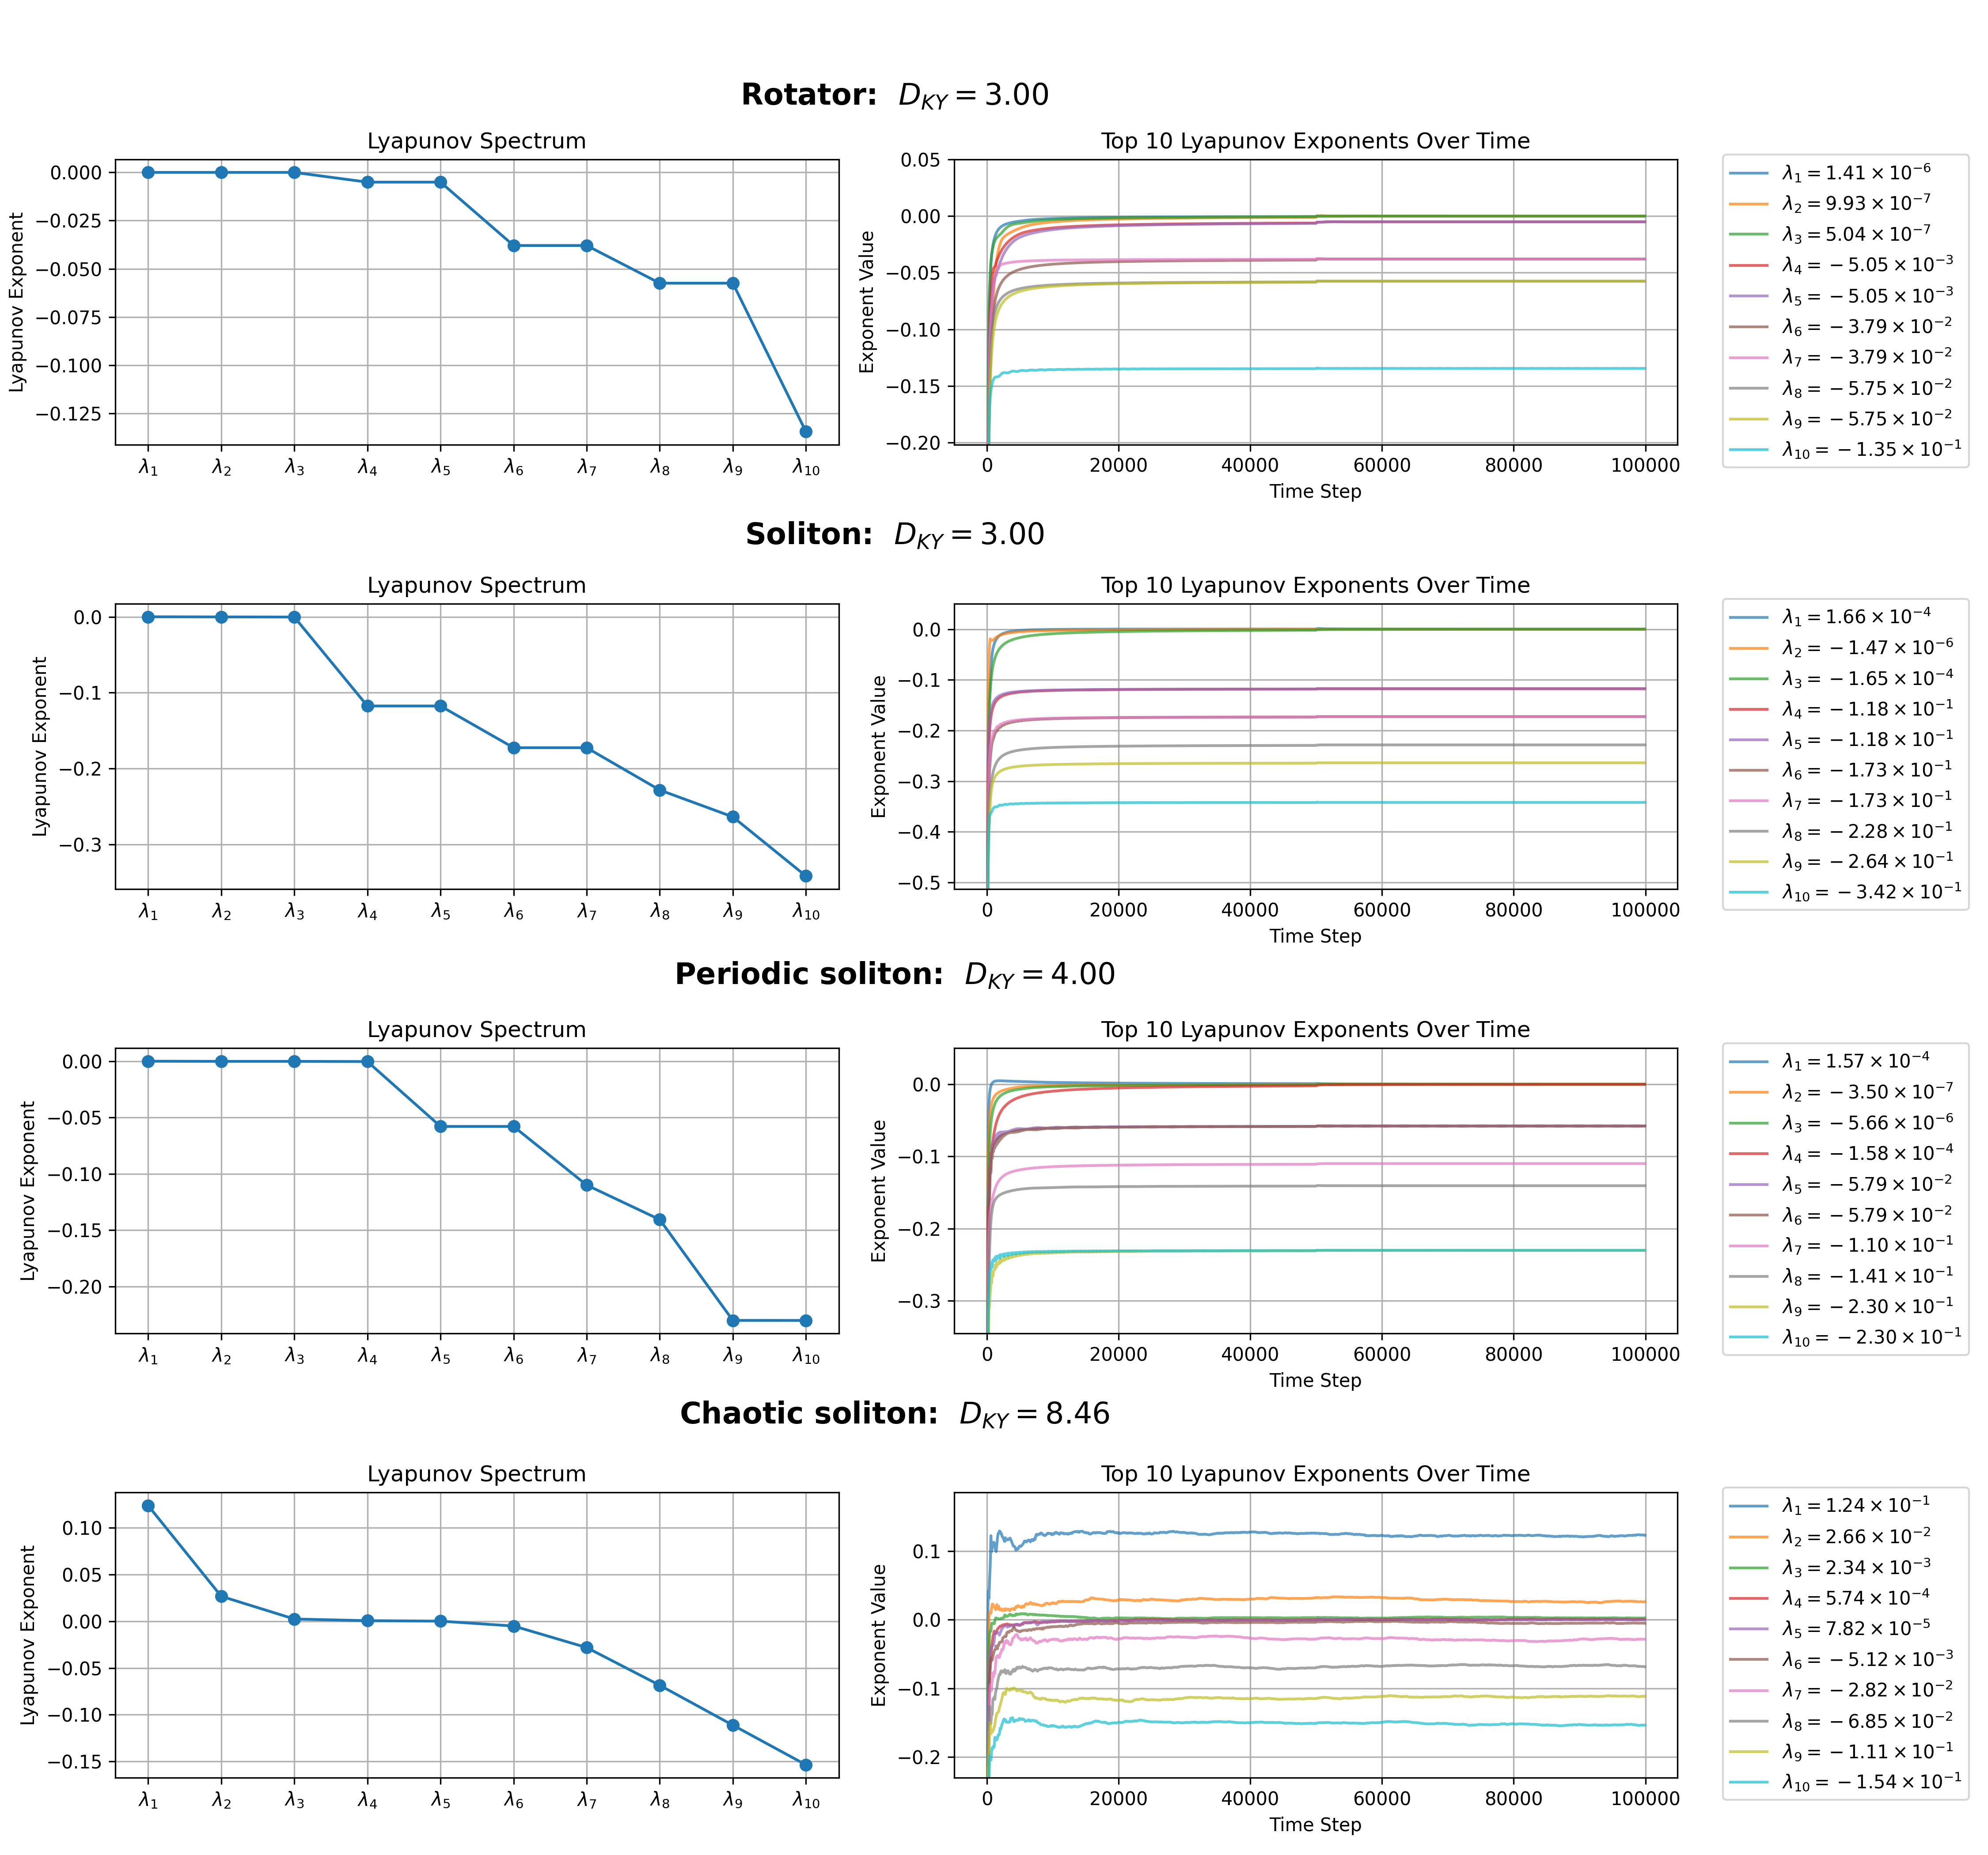 Rotator: D_KY = 3.00
Lyapunov Spectrum
Lyapunov Exponent
0.000
−0.025
−0.050
−0.075
−0.100
−0.125
λ₁ λ₂ λ₃ λ₄ λ₅ λ₆ λ₇ λ₈ λ₉ λ₁₀
Top 10 Lyapunov Exponents Over Time
Exponent Value
0.05
0.00
−0.05
−0.10
−0.15
−0.20
0 20000 40000 60000 80000 100000
Time Step
λ₁ = 1.41 × 10⁻⁶
λ₂ = 9.93 × 10⁻⁷
λ₃ = 5.04 × 10⁻⁷
λ₄ = −5.05 × 10⁻³
λ₅ = −5.05 × 10⁻³
λ₆ = −3.79 × 10⁻²
λ₇ = −3.79 × 10⁻²
λ₈ = −5.75 × 10⁻²
λ₉ = −5.75 × 10⁻²
λ₁₀ = −1.35 × 10⁻¹
Soliton: D_KY = 3.00
Lyapunov Spectrum
Lyapunov Exponent
0.0
−0.1
−0.2
−0.3
λ₁ λ₂ λ₃ λ₄ λ₅ λ₆ λ₇ λ₈ λ₉ λ₁₀
Top 10 Lyapunov Exponents Over Time
Exponent Value
0.0
−0.1
−0.2
−0.3
−0.4
−0.5
0 20000 40000 60000 80000 100000
Time Step
λ₁ = 1.66 × 10⁻⁴
λ₂ = −1.47 × 10⁻⁶
λ₃ = −1.65 × 10⁻⁴
λ₄ = −1.18 × 10⁻¹
λ₅ = −1.18 × 10⁻¹
λ₆ = −1.73 × 10⁻¹
λ₇ = −1.73 × 10⁻¹
λ₈ = −2.28 × 10⁻¹
λ₉ = −2.64 × 10⁻¹
λ₁₀ = −3.42 × 10⁻¹
Periodic soliton: D_KY = 4.00
Lyapunov Spectrum
Lyapunov Exponent
0.00
−0.05
−0.10
−0.15
−0.20
λ₁ λ₂ λ₃ λ₄ λ₅ λ₆ λ₇ λ₈ λ₉ λ₁₀
Top 10 Lyapunov Exponents Over Time
Exponent Value
0.0
−0.1
−0.2
−0.3
0 20000 40000 60000 80000 100000
Time Step
λ₁ = 1.57 × 10⁻⁴
λ₂ = −3.50 × 10⁻⁷
λ₃ = −5.66 × 10⁻⁶
λ₄ = −1.58 × 10⁻⁴
λ₅ = −5.79 × 10⁻²
λ₆ = −5.79 × 10⁻²
λ₇ = −1.10 × 10⁻¹
λ₈ = −1.41 × 10⁻¹
λ₉ = −2.30 × 10⁻¹
λ₁₀ = −2.30 × 10⁻¹
Chaotic soliton: D_KY = 8.46
Lyapunov Spectrum
Lyapunov Exponent
0.10
0.05
0.00
−0.05
−0.10
−0.15
λ₁ λ₂ λ₃ λ₄ λ₅ λ₆ λ₇ λ₈ λ₉ λ₁₀
Top 10 Lyapunov Exponents Over Time
Exponent Value
0.1
0.0
−0.1
−0.2
0 20000 40000 60000 80000 100000
Time Step
λ₁ = 1.24 × 10⁻¹
λ₂ = 2.66 × 10⁻²
λ₃ = 2.34 × 10⁻³
λ₄ = 5.74 × 10⁻⁴
λ₅ = 7.82 × 10⁻⁵
λ₆ = −5.12 × 10⁻³
λ₇ = −2.82 × 10⁻²
λ₈ = −6.85 × 10⁻²
λ₉ = −1.11 × 10⁻¹
λ₁₀ = −1.54 × 10⁻¹